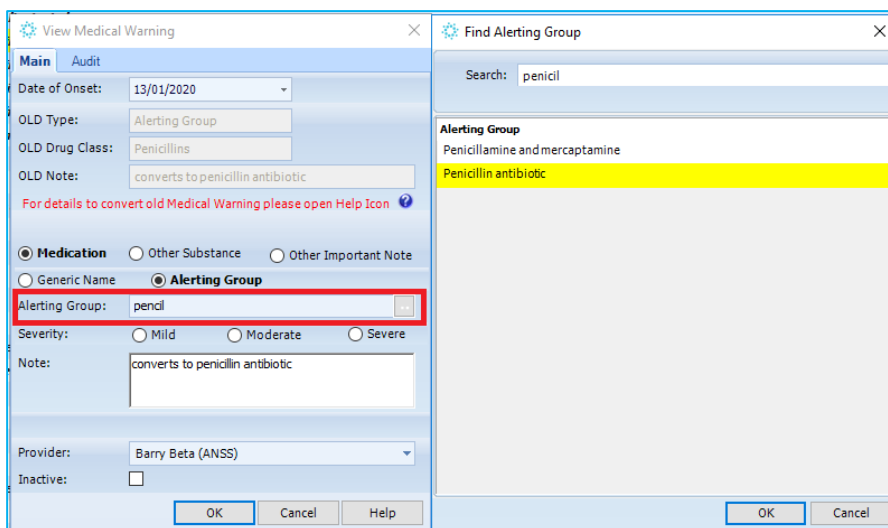 View Medical Warning
Main Audit
Date of Onset: 13/01/2020
OLD Type: Alerting Group
OLD Drug Class: Penicillins
OLD Note: converts to penicillin antibiotic
For details to convert old Medical Warning please open Help Icon ?
Medication Other Substance Other Important Note
Generic Name Alerting Group
Alerting Group: pencil ...
Severity: Mild Moderate Severe
Note: converts to penicillin antibiotic
Provider: Barry Beta (ANSS)
Inactive:
OK Cancel Help
Find Alerting Group
Search: penicil
Alerting Group
Penicillamine and mercaptamine
Penicillin antibiotic
OK Cancel